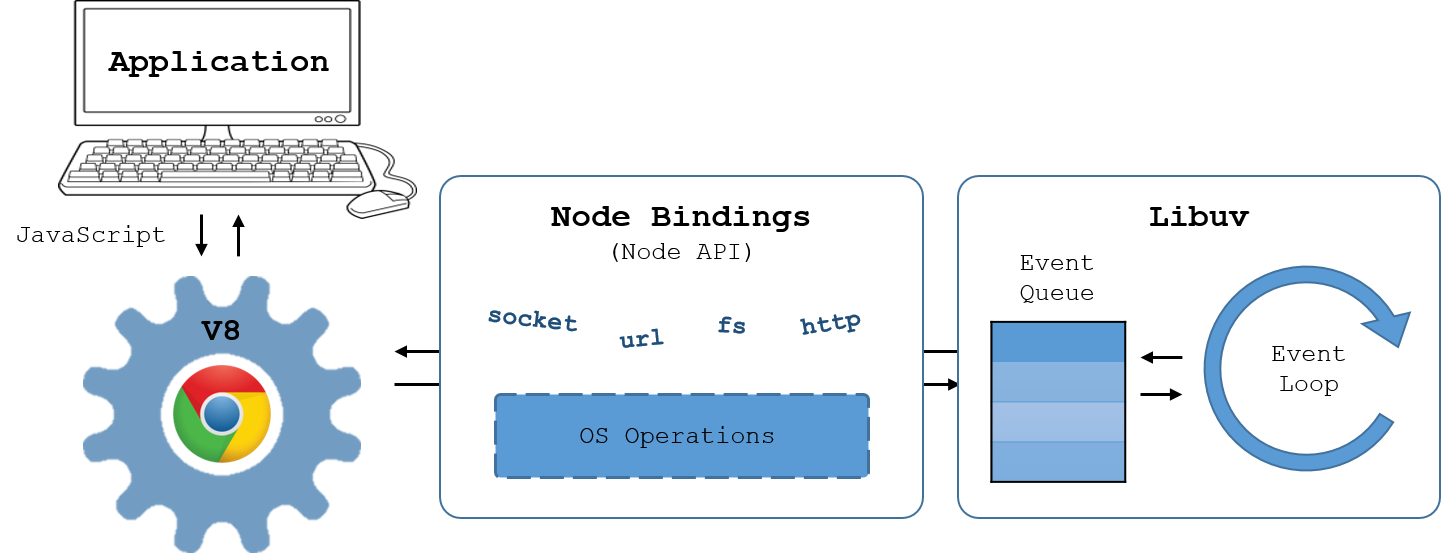 Application
JavaScript
V8
Node Bindings
(Node API)
socket
url
fs
http
OS Operations
Libuv
Event
Queue
Event
Loop